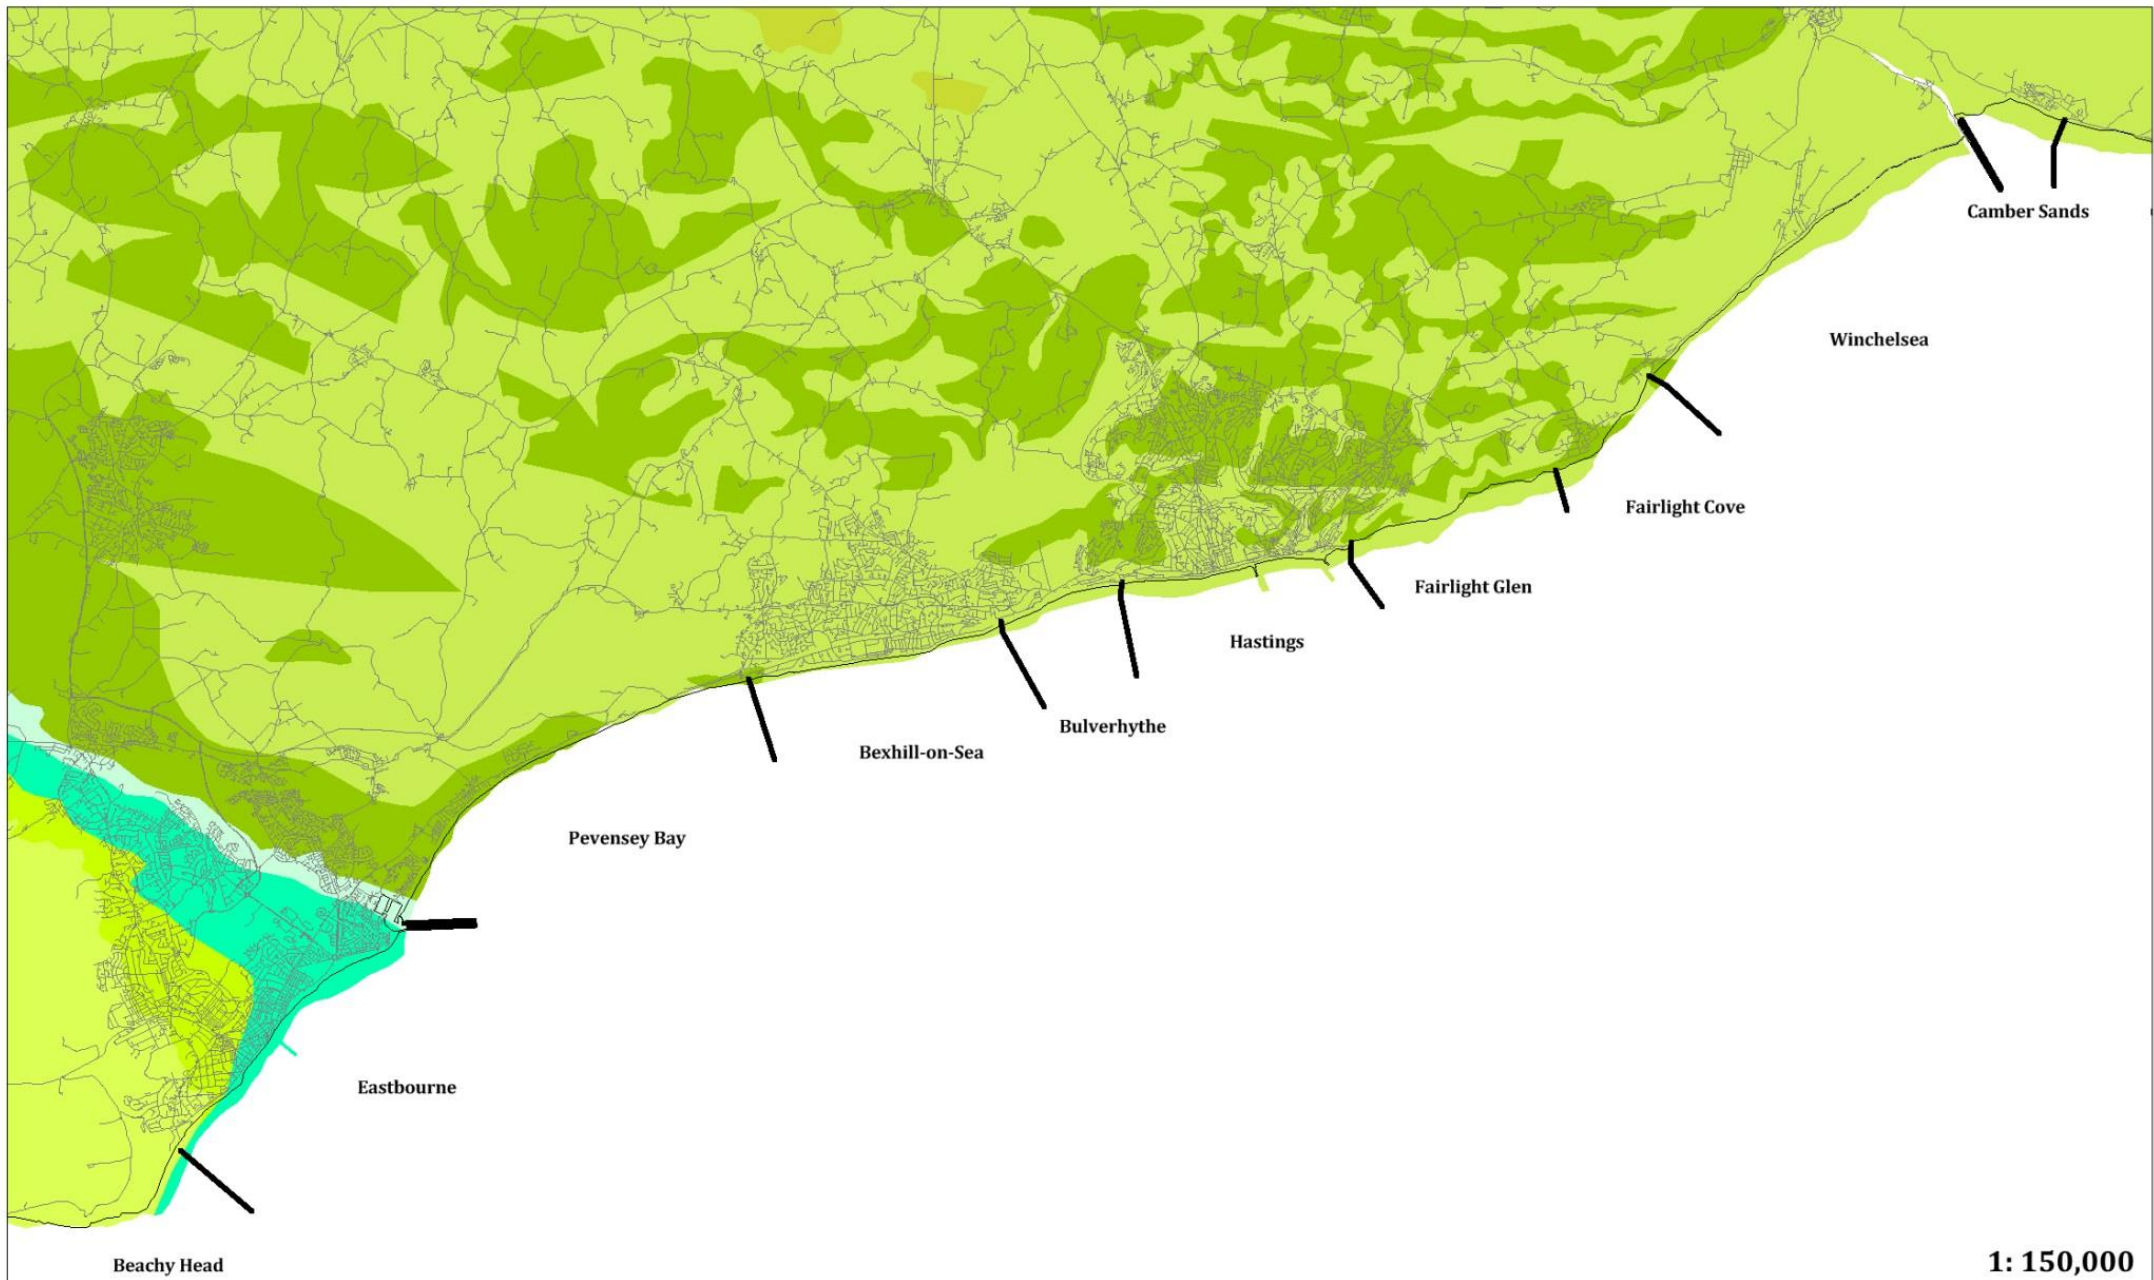 Camber Sands
Winchelsea
Fairlight Cove
Fairlight Glen
Hastings
Bulverhythe
Bexhill-on-Sea
Pevensey Bay
Eastbourne
Beachy Head
1: 150,000